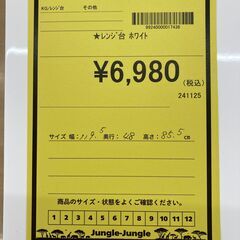 KG/レンジ台 その他
99240000017438
★レンジ台 ホワイト
¥6,980
(税込)
241125
サイズ 幅:119.5 奥行:48 高さ:85.5cm
商品のサイズ・状態をよくご確認ください。
1 2 3 4 5 6 7 8 9 10 11 12
Jungle-Jungle